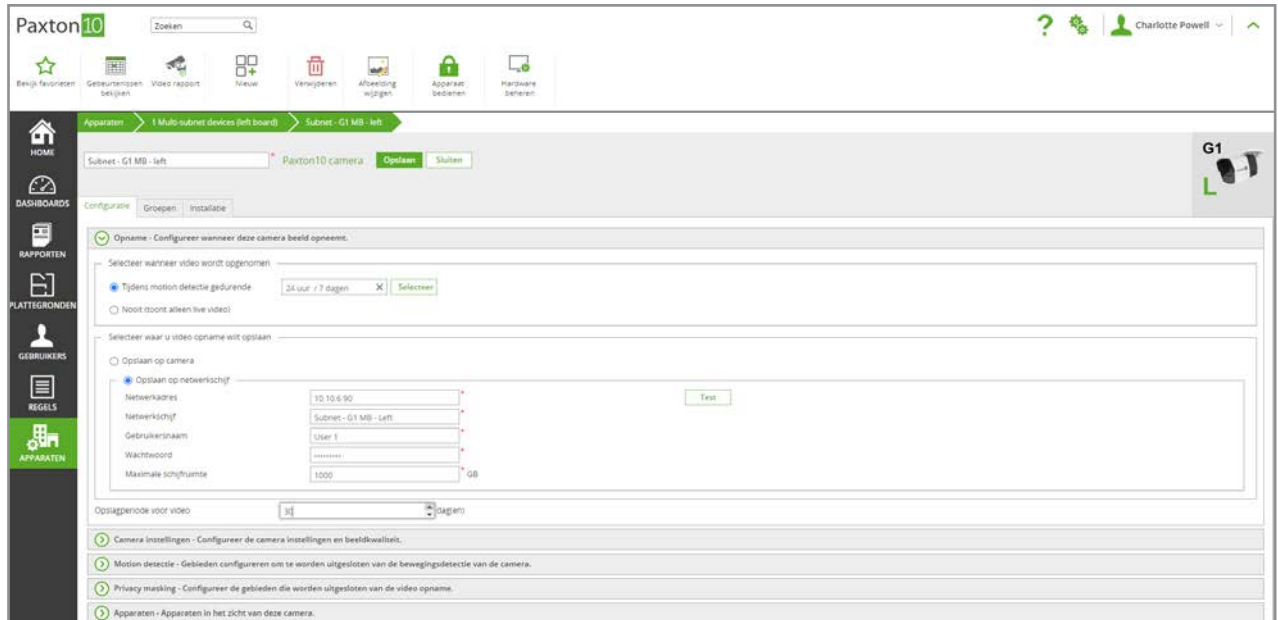 Paxton10
Zoeken
?
Charlotte Powell
Bekijk favorieten
Gebeurtenissen bekijken
Video rapport
Nieuw
Verwijderen
Afbeelding wijzigen
Apparaat bedienen
Hardware beheren
HOME
DASHBOARDS
RAPPORTEN
PLATTEGRONDEN
GEBRUIKERS
REGELS
APPARATEN
Apparaten 1 Multi-subnet devices (left board) Subnet - G1 MB - left
Subnet - G1 MB - left * Paxton10 camera Opslaan Sluiten
G1
L
Configuratie Groepen Installatie
Opname - Configureer wanneer deze camera beeld opneemt.
Selecteer wanneer video wordt opgenomen
Tijdens motion detectie gedurende 24 uur / 7 dagen X Selecteer
Nooit (toont alleen live video)
Selecteer waar u video opname wilt opslaan
Opslaan op camera
Opslaan op netwerkschijf
Netwerkadres 10.10.6.90 * Test
Netwerkschijf Subnet - G1 MB - Left *
Gebruikersnaam User 1 *
Wachtwoord ••••••••• *
Maximale schijfruimte 1000 * GB
Opslagperiode voor video 30 dag(en)
Camera instellingen - Configureer de camera instellingen en beeldkwaliteit.
Motion detectie - Gebieden configureren om te worden uitgesloten van de bewegingsdetectie van de camera.
Privacy masking - Configureer de gebieden die worden uitgesloten van de video opname.
Apparaten - Apparaten in het zicht van deze camera.